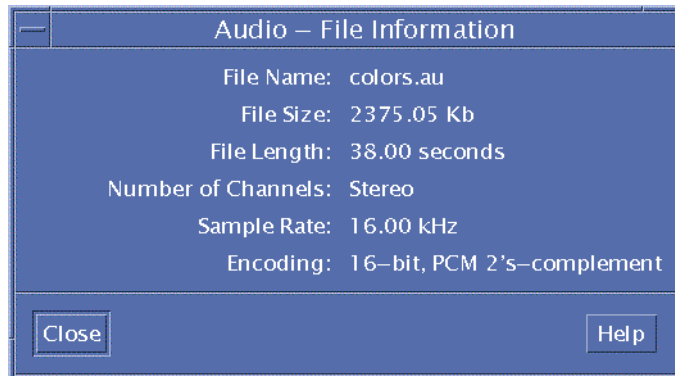 Audio – File Information
File Name: colors.au
File Size: 2375.05 Kb
File Length: 38.00 seconds
Number of Channels: Stereo
Sample Rate: 16.00 kHz
Encoding: 16–bit, PCM 2's–complement
Close Help